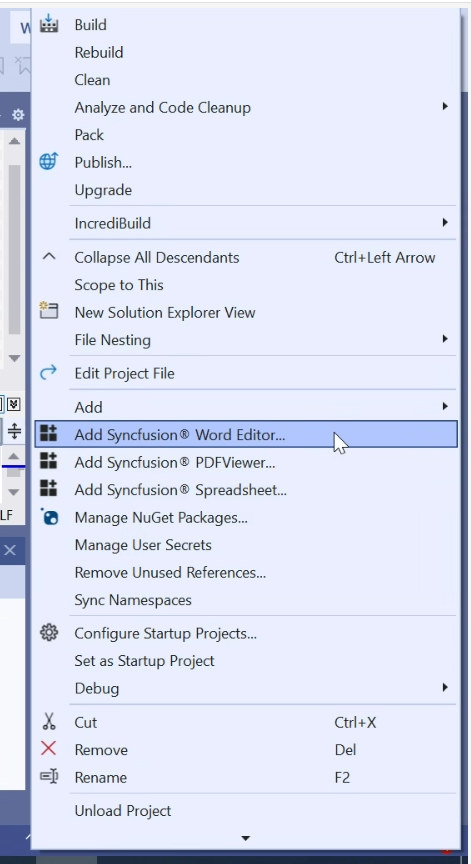 W
Build
Rebuild
Clean
Analyze and Code Cleanup
Pack
Publish...
Upgrade
IncrediBuild
Collapse All Descendants Ctrl+Left Arrow
Scope to This
New Solution Explorer View
File Nesting
Edit Project File
Add
Add Syncfusion® Word Editor...
Add Syncfusion® PDFViewer...
Add Syncfusion® Spreadsheet...
LF
Manage NuGet Packages...
Manage User Secrets
Remove Unused References...
Sync Namespaces
Configure Startup Projects...
Set as Startup Project
Debug
Cut Ctrl+X
Remove Del
Rename F2
Unload Project